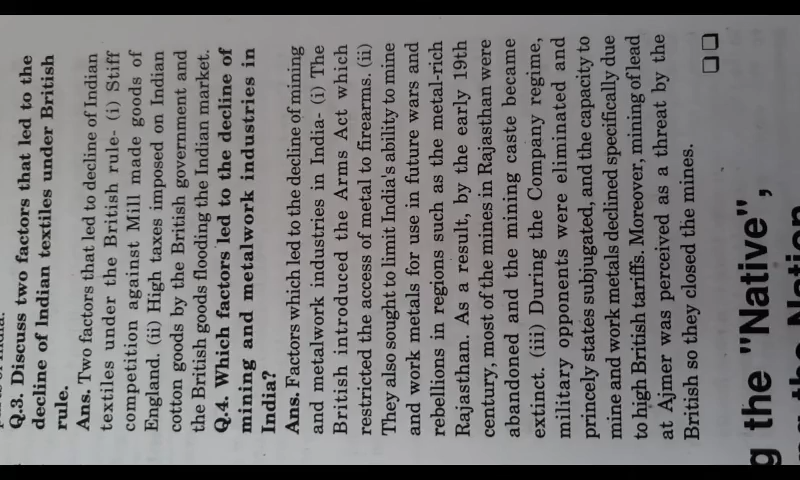 Q.3. Discuss two factors that led to the
decline of Indian textiles under British
rule.
Ans. Two factors that led to decline of Indian
textiles under the British rule- (i) Stiff
competition against Mill made goods of
England. (ii) High taxes imposed on Indian
cotton goods by the British government and
the British goods flooding the Indian market.
Q.4. Which factors led to the decline of
mining and metalwork industries in
India?
Ans. Factors which led to the decline of mining
and metalwork industries in India- (i) The
British introduced the Arms Act which
restricted the access of metal to firearms. (ii)
They also sought to limit India's ability to mine
and work metals for use in future wars and
rebellions in regions such as the metal-rich
Rajasthan. As a result, by the early 19th
century, most of the mines in Rajasthan were
abandoned and the mining caste became
extinct. (iii) During the Company regime,
military opponents were eliminated and
princely states subjugated, and the capacity to
mine and work metals declined specifically due
to high British tariffs. Moreover, mining of lead
at Ajmer was perceived as a threat by the
British so they closed the mines.
the "Native",